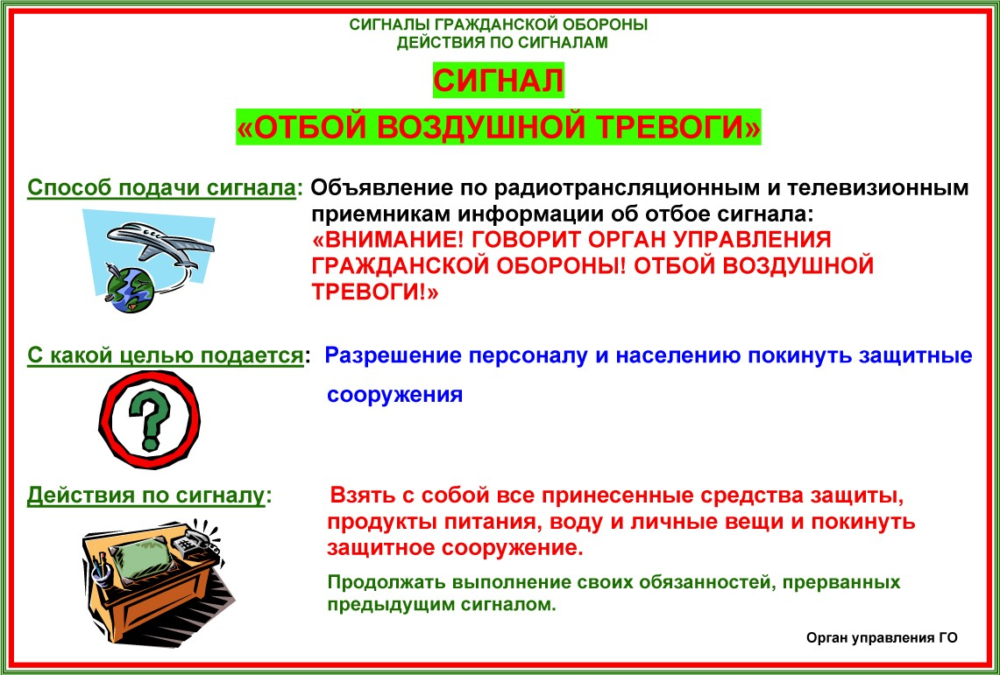 СИГНАЛЫ ГРАЖДАНСКОЙ ОБОРОНЫ
ДЕЙСТВИЯ ПО СИГНАЛАМ
СИГНАЛ
«ОТБОЙ ВОЗДУШНОЙ ТРЕВОГИ»
Способ подачи сигнала: Объявление по радиотрансляционным и телевизионным
приемникам информации об отбое сигнала:
«ВНИМАНИЕ! ГОВОРИТ ОРГАН УПРАВЛЕНИЯ
ГРАЖДАНСКОЙ ОБОРОНЫ! ОТБОЙ ВОЗДУШНОЙ
ТРЕВОГИ!»
С какой целью подается: Разрешение персоналу и населению покинуть защитные
сооружения
Действия по сигналу: Взять с собой все принесенные средства защиты,
продукты питания, воду и личные вещи и покинуть
защитное сооружение.
Продолжать выполнение своих обязанностей, прерванных
предыдущим сигналом.
Орган управления ГО